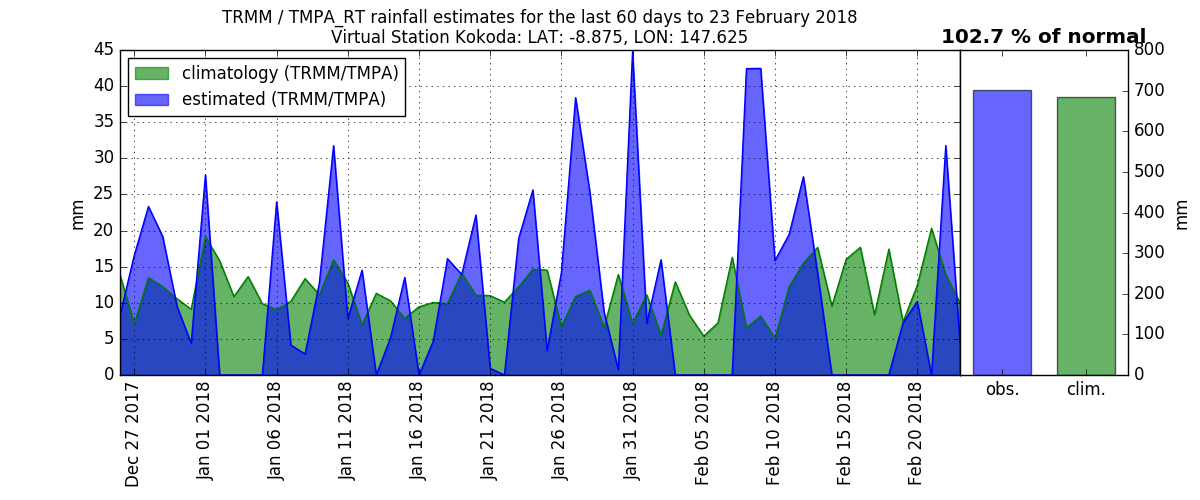 TRMM / TMPA_RT rainfall estimates for the last 60 days to 23 February 2018
Virtual Station Kokoda: LAT: -8.875, LON: 147.625
102.7 % of normal
climatology (TRMM/TMPA)
estimated (TRMM/TMPA)
45
40
35
30
25
20
15
10
5
0
mm
Dec 27 2017
Jan 01 2018
Jan 06 2018
Jan 11 2018
Jan 16 2018
Jan 21 2018
Jan 26 2018
Jan 31 2018
Feb 05 2018
Feb 10 2018
Feb 15 2018
Feb 20 2018
obs.
clim.
800
700
600
500
400
300
200
100
0
mm